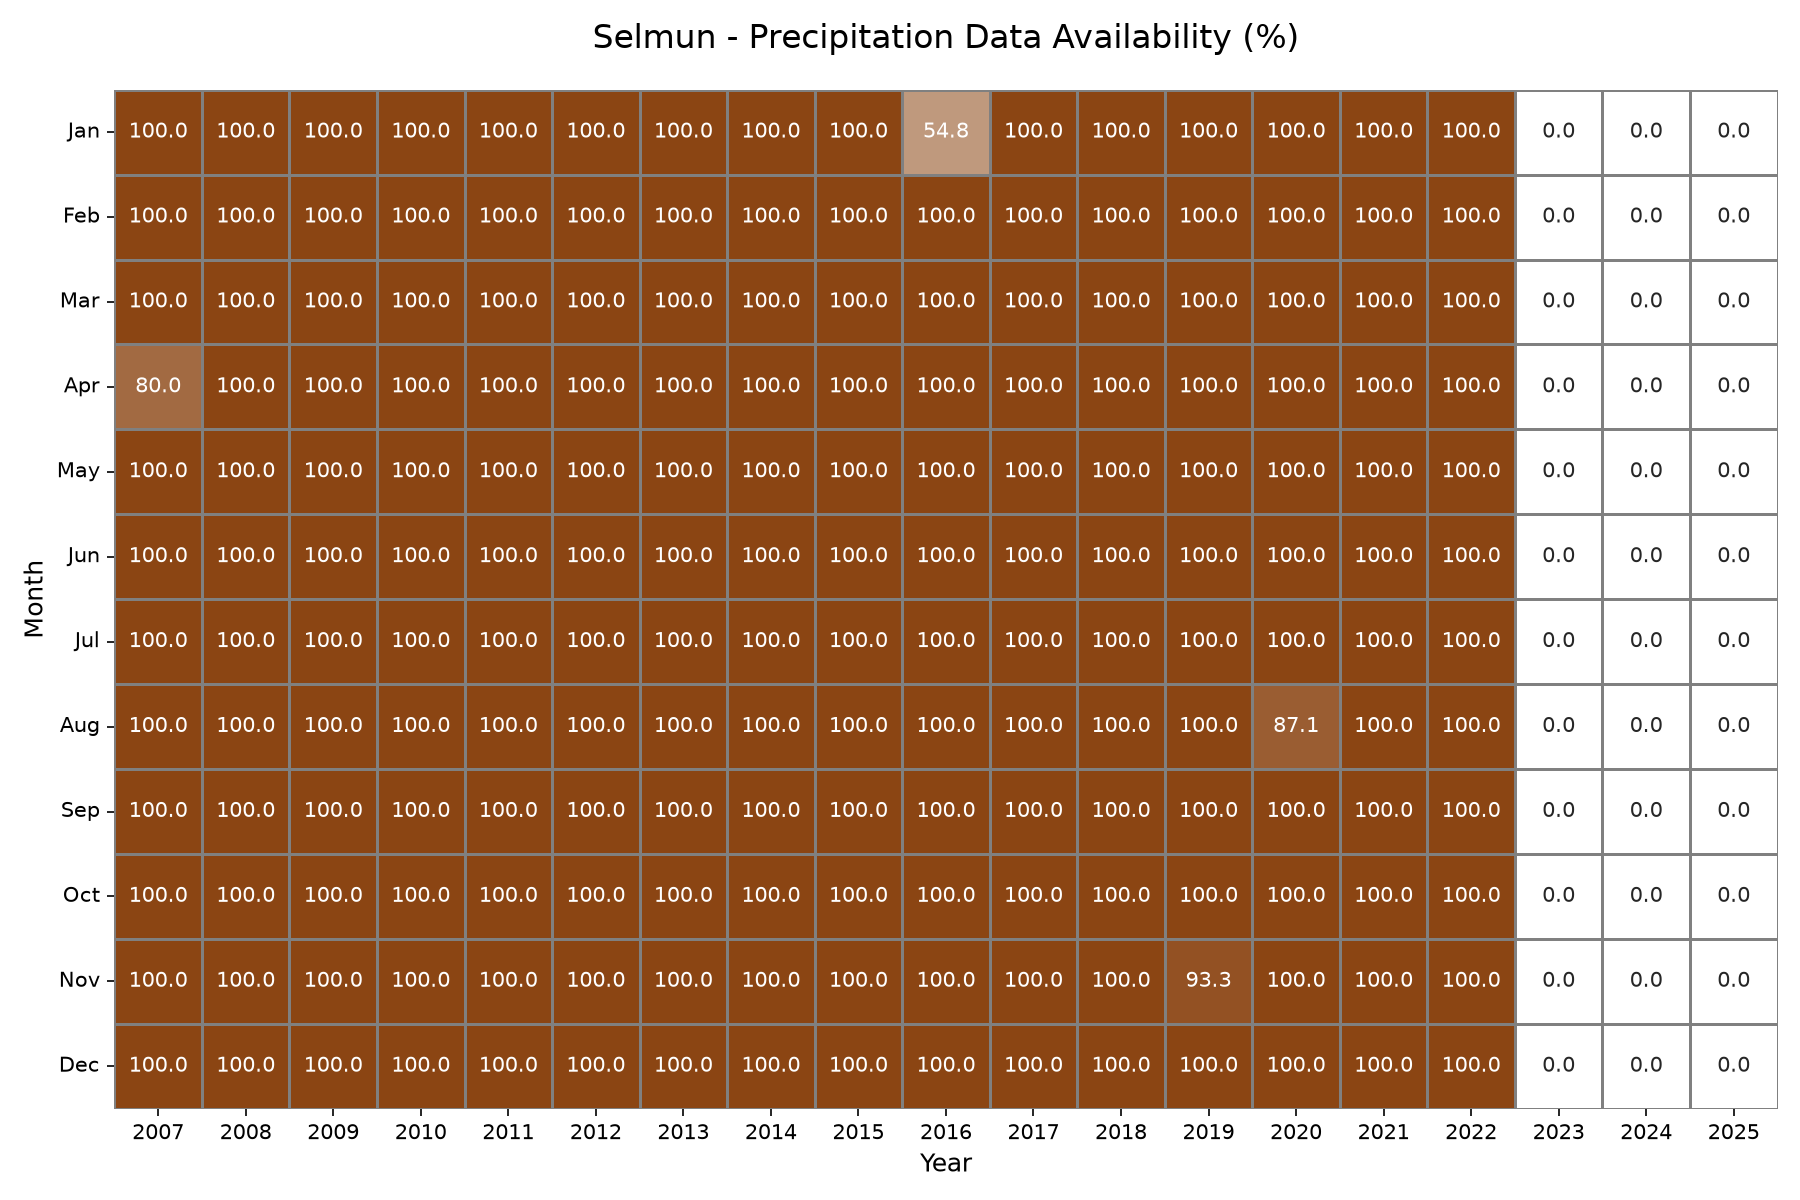 Selmun - Precipitation Data Availability (%)
Month
Jan 100.0 100.0 100.0 100.0 100.0 100.0 100.0 100.0 100.0 54.8 100.0 100.0 100.0 100.0 100.0 100.0 0.0 0.0 0.0
Feb 100.0 100.0 100.0 100.0 100.0 100.0 100.0 100.0 100.0 100.0 100.0 100.0 100.0 100.0 100.0 100.0 0.0 0.0 0.0
Mar 100.0 100.0 100.0 100.0 100.0 100.0 100.0 100.0 100.0 100.0 100.0 100.0 100.0 100.0 100.0 100.0 0.0 0.0 0.0
Apr 80.0 100.0 100.0 100.0 100.0 100.0 100.0 100.0 100.0 100.0 100.0 100.0 100.0 100.0 100.0 100.0 0.0 0.0 0.0
May 100.0 100.0 100.0 100.0 100.0 100.0 100.0 100.0 100.0 100.0 100.0 100.0 100.0 100.0 100.0 100.0 0.0 0.0 0.0
Jun 100.0 100.0 100.0 100.0 100.0 100.0 100.0 100.0 100.0 100.0 100.0 100.0 100.0 100.0 100.0 100.0 0.0 0.0 0.0
Jul 100.0 100.0 100.0 100.0 100.0 100.0 100.0 100.0 100.0 100.0 100.0 100.0 100.0 100.0 100.0 100.0 0.0 0.0 0.0
Aug 100.0 100.0 100.0 100.0 100.0 100.0 100.0 100.0 100.0 100.0 100.0 100.0 100.0 87.1 100.0 100.0 0.0 0.0 0.0
Sep 100.0 100.0 100.0 100.0 100.0 100.0 100.0 100.0 100.0 100.0 100.0 100.0 100.0 100.0 100.0 100.0 0.0 0.0 0.0
Oct 100.0 100.0 100.0 100.0 100.0 100.0 100.0 100.0 100.0 100.0 100.0 100.0 100.0 100.0 100.0 100.0 0.0 0.0 0.0
Nov 100.0 100.0 100.0 100.0 100.0 100.0 100.0 100.0 100.0 100.0 100.0 100.0 93.3 100.0 100.0 100.0 0.0 0.0 0.0
Dec 100.0 100.0 100.0 100.0 100.0 100.0 100.0 100.0 100.0 100.0 100.0 100.0 100.0 100.0 100.0 100.0 0.0 0.0 0.0
2007 2008 2009 2010 2011 2012 2013 2014 2015 2016 2017 2018 2019 2020 2021 2022 2023 2024 2025
Year